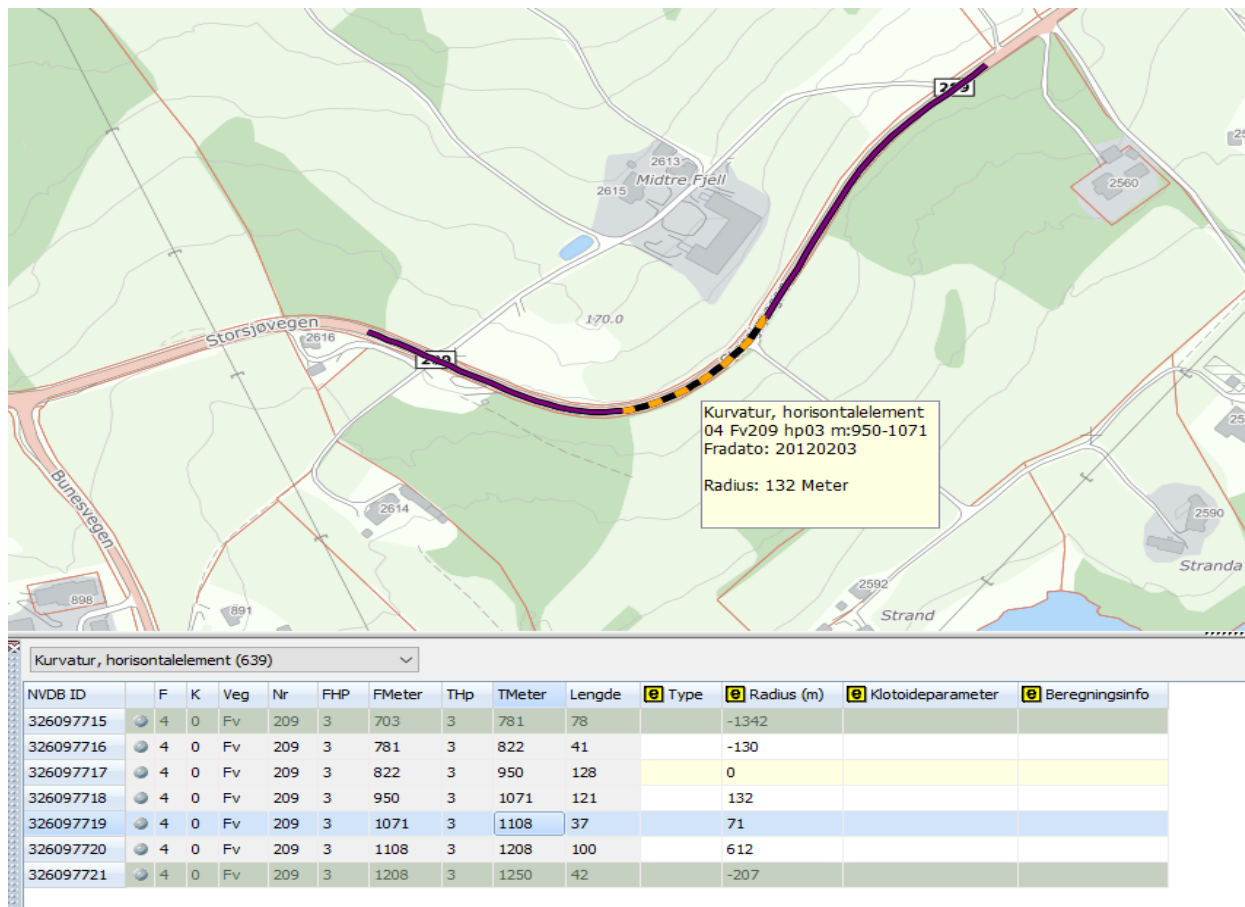 229
2613
Midtre Fjell
2615
2560
170.0
Storsjøvegen
2616
Kurvatur, horisontalelement
04 Fv209 hp03 m:950-1071
Fradato: 20120203
Radius: 132 Meter
Bunesvegen
2614
2590
Stranda
2592
Strand
898
891
Kurvatur, horisontalelement (639)
NVDB ID F K Veg Nr FHP FMeter THp TMeter Lengde e Type e Radius (m) e Klotoideparameter e Beregningsinfo
326097715 4 0 Fv 209 3 703 3 781 78 -1342
326097716 4 0 Fv 209 3 781 3 822 41 -130
326097717 4 0 Fv 209 3 822 3 950 128 0
326097718 4 0 Fv 209 3 950 3 1071 121 132
326097719 4 0 Fv 209 3 1071 3 1108 37 71
326097720 4 0 Fv 209 3 1108 3 1208 100 612
326097721 4 0 Fv 209 3 1208 3 1250 42 -207